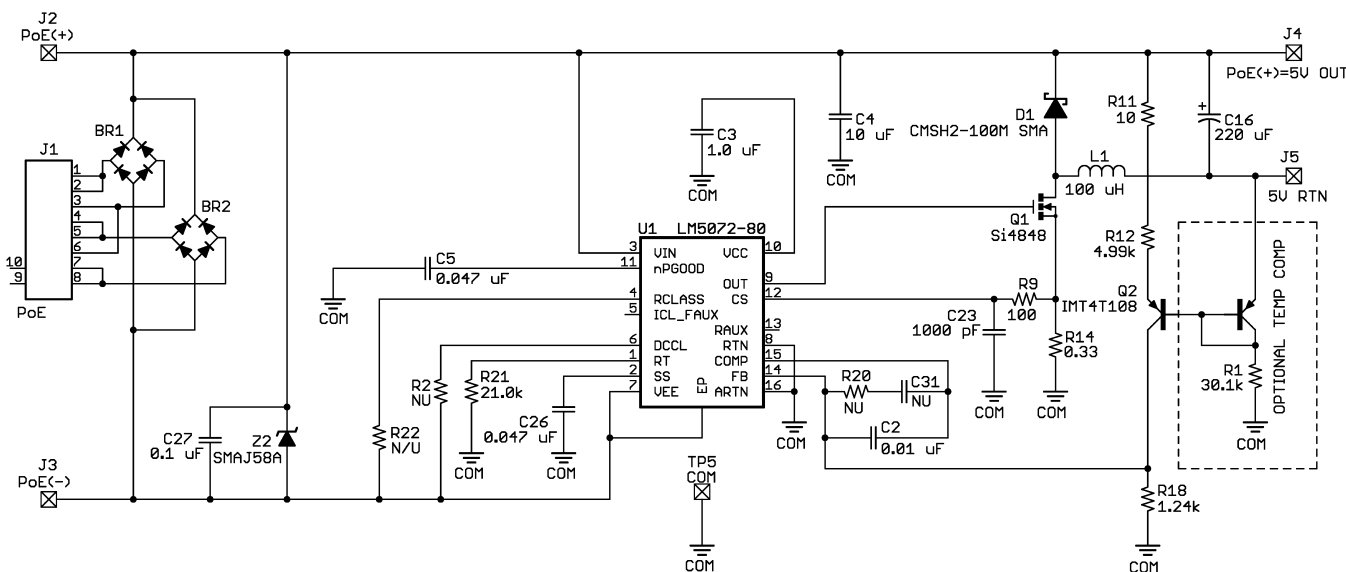 J2
PoE(+)
J4
PoE(+)=5V OUT
BR1
J1
1
2
3
4
5
6
7
8
10
9
PoE
BR2
C3
1.0 uF
COM
C4
10 uF
COM
D1
CMSH2-100M SMA
R11
10
C16
220 uF
L1
100 uH
J5
5V RTN
Q1
Si4848
U1 LM5072-80
3 VIN
11 nPGOOD
4 RCLASS
5 ICL_FAUX
6 DCCL
1 RT
2 SS
7 VEE
EP
VCC 10
OUT 9
CS 12
RAUX 13
RTN 8
COMP 15
FB 14
ARTN 16
C5
0.047 uF
COM
R12
4.99k
Q2
IMT4T108
R9
100
C23
1000 pF
COM
R14
0.33
COM
R1
30.1k
COM
OPTIONAL TEMP COMP
R2
NU
R21
21.0k
COM
R22
N/U
C26
0.047 uF
COM
R20
NU
C31
NU
C2
0.01 uF
COM
C27
0.1 uF
Z2
SMAJ58A
J3
PoE(-)
TP5
COM
COM
R18
1.24k
COM